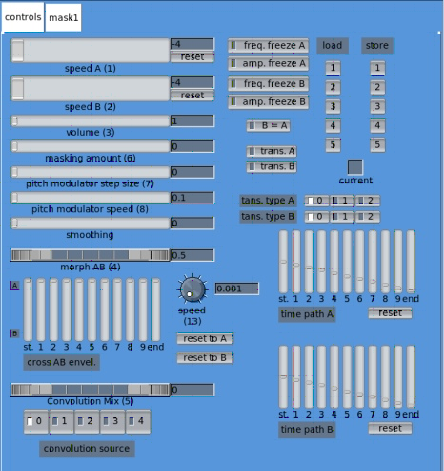 controls mask1
-4
reset
speed A (1)
-4
reset
speed B (2)
1
volume (3)
0
masking amount (6)
0
pitch modulator step size (7)
0.1
pitch modulator speed (8)
0
smoothing
0.5
morph AB (4)
A
B
st. 1 2 3 4 5 6 7 8 9 end
cross AB envel.
0.001
speed
(13)
reset to A
reset to B
0
Convolution Mix (5)
0 1 2 3 4
convolution source
freq. freeze A
amp. freeze A
freq. freeze B
amp. freeze B
B = A
trans. A
trans. B
load store
1 1
2 2
3 3
4 4
5 5
current
tans. type A 0 1 2
tans. type B 0 1 2
st. 1 2 3 4 5 6 7 8 9 end
time path A reset
st. 1 2 3 4 5 6 7 8 9 end
time path B reset